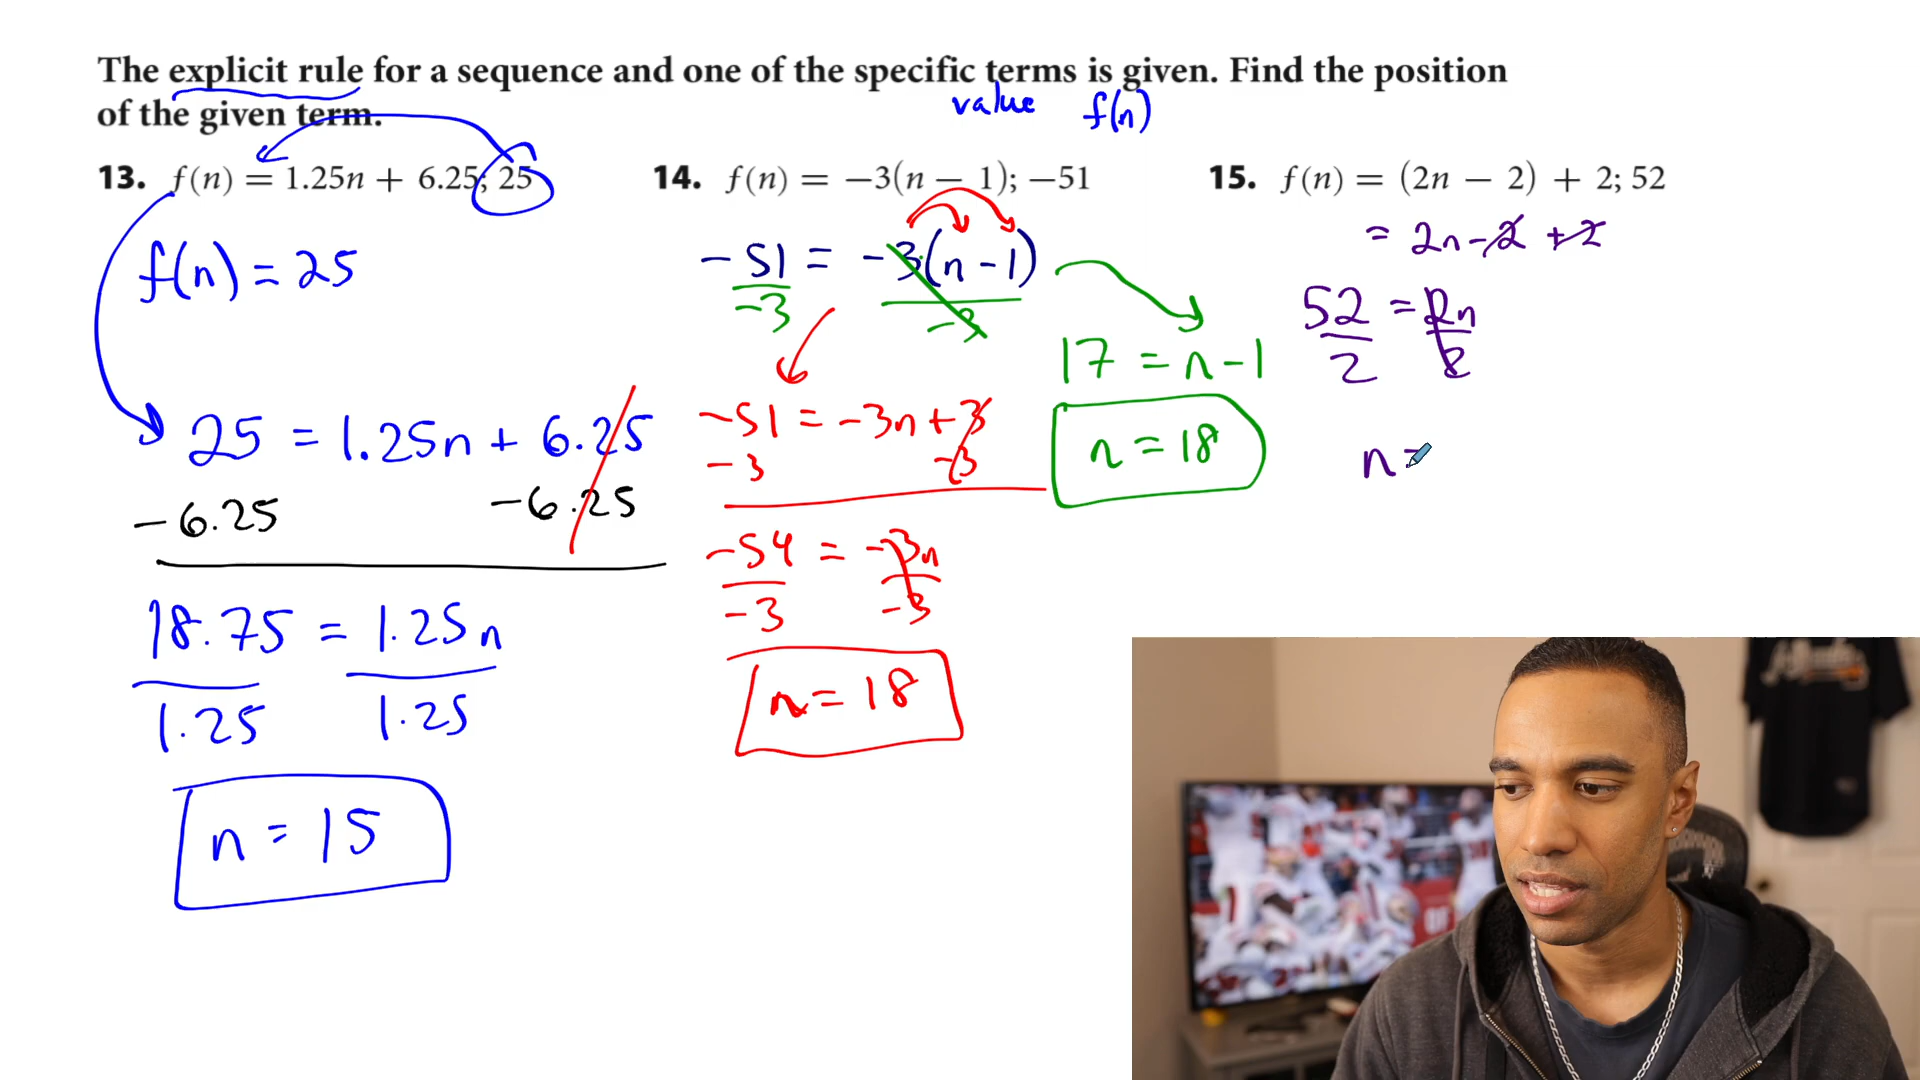 The explicit rule for a sequence and one of the specific terms is given. Find the position
of the given term.
value f(n)
13. f(n) = 1.25n + 6.25; 25
f(n) = 25
25 = 1.25n + 6.25
-6.25 -6.25
18.75 = 1.25n
1.25 1.25
n = 15
14. f(n) = −3(n − 1); −51
-51 = -3(n-1)
-3 -3
-51 = -3n+3
-3 -3
-54 = -3n
-3 -3
n = 18
17 = n-1
n = 18
15. f(n) = (2n − 2) + 2; 52
= 2n-2 +2
52 = 2n
2 2
n=